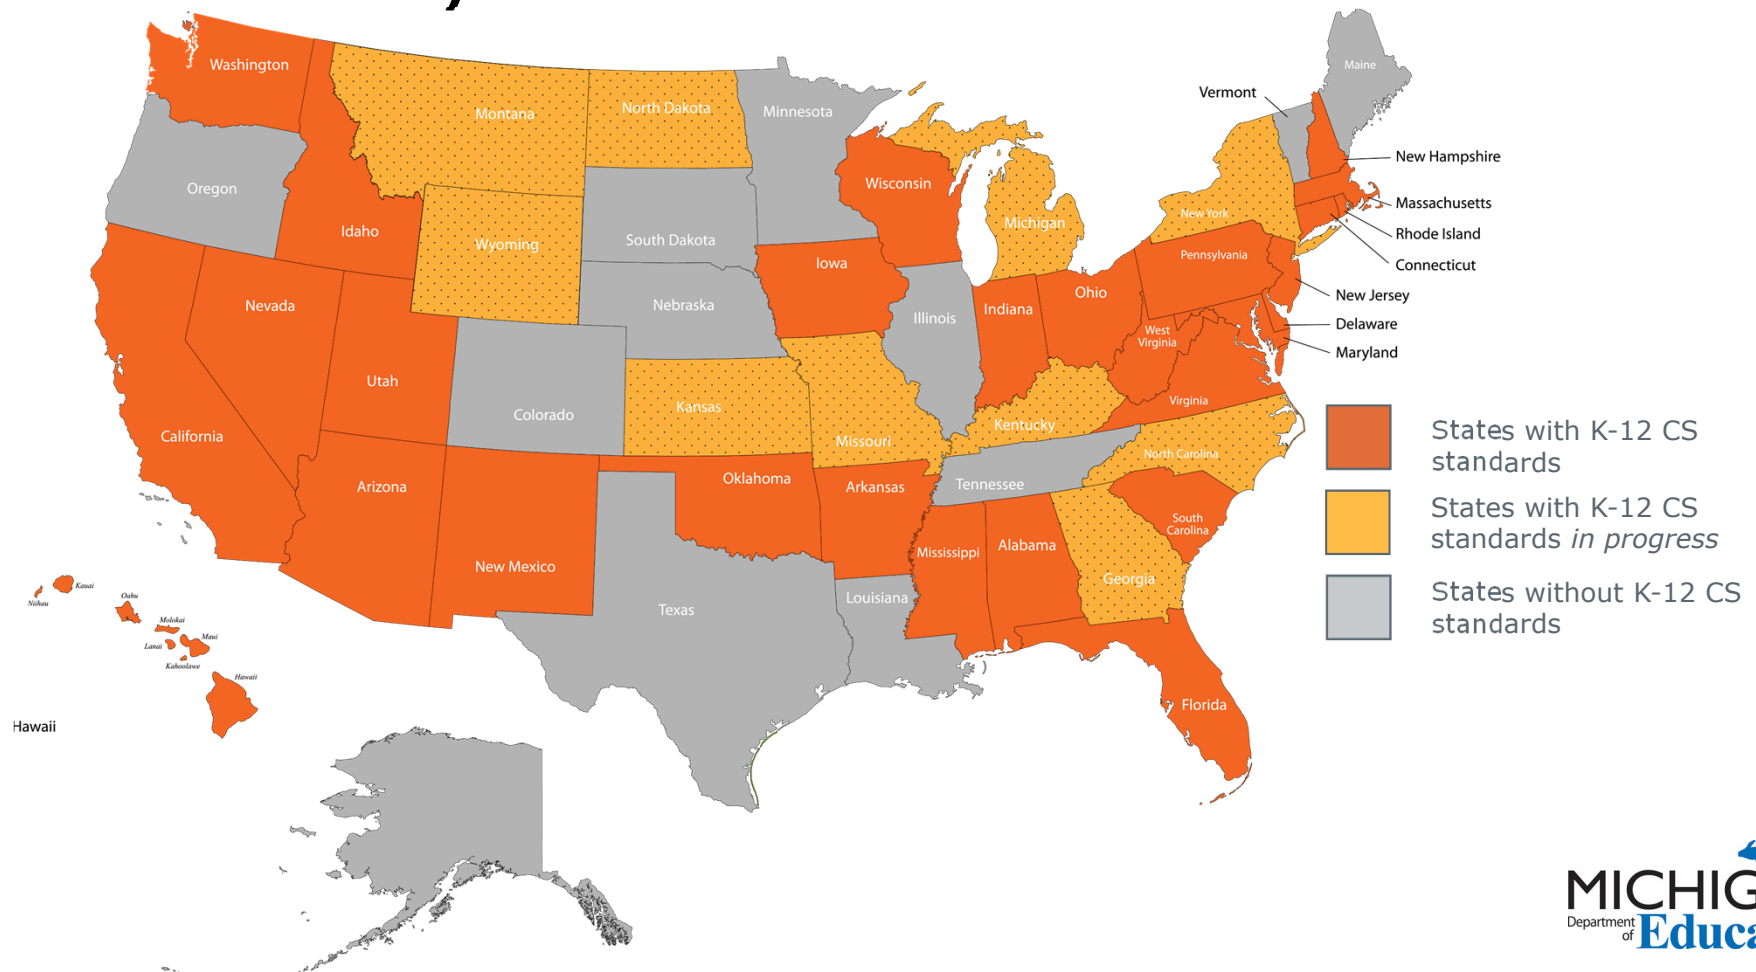 Washington
Montana
North Dakota
Minnesota
Maine
Vermont
Oregon
Idaho
Wyoming
South Dakota
Wisconsin
Michigan
New York
New Hampshire
Massachusetts
Rhode Island
Connecticut
New Jersey
Delaware
Maryland
Nevada
Utah
Colorado
Nebraska
Iowa
Illinois
Indiana
Ohio
Pennsylvania
West
Virginia
Virginia
California
Arizona
New Mexico
Kansas
Missouri
Kentucky
North Carolina
Tennessee
Oklahoma
Arkansas
South
Carolina
Mississippi
Alabama
Georgia
Texas
Louisiana
Florida
States with K-12 CS
standards
States with K-12 CS
standards in progress
States without K-12 CS
standards
Niihau
Kauai
Oahu
Molokai
Lanai
Maui
Kahoolawe
Hawaii
Hawaii
MICHIG
Department
of
Educa